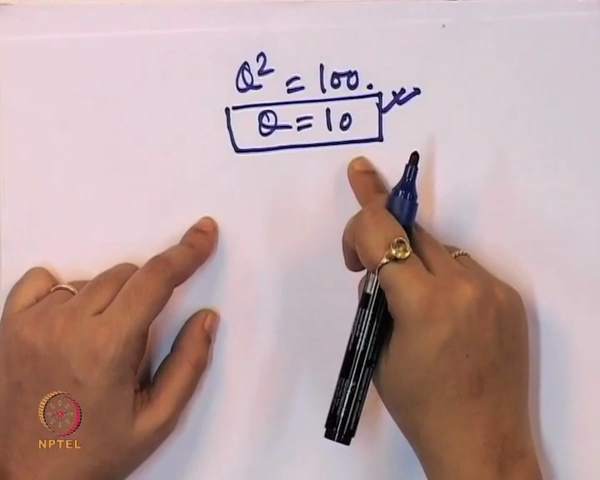 Q² = 100.
Q = 10
NPTEL